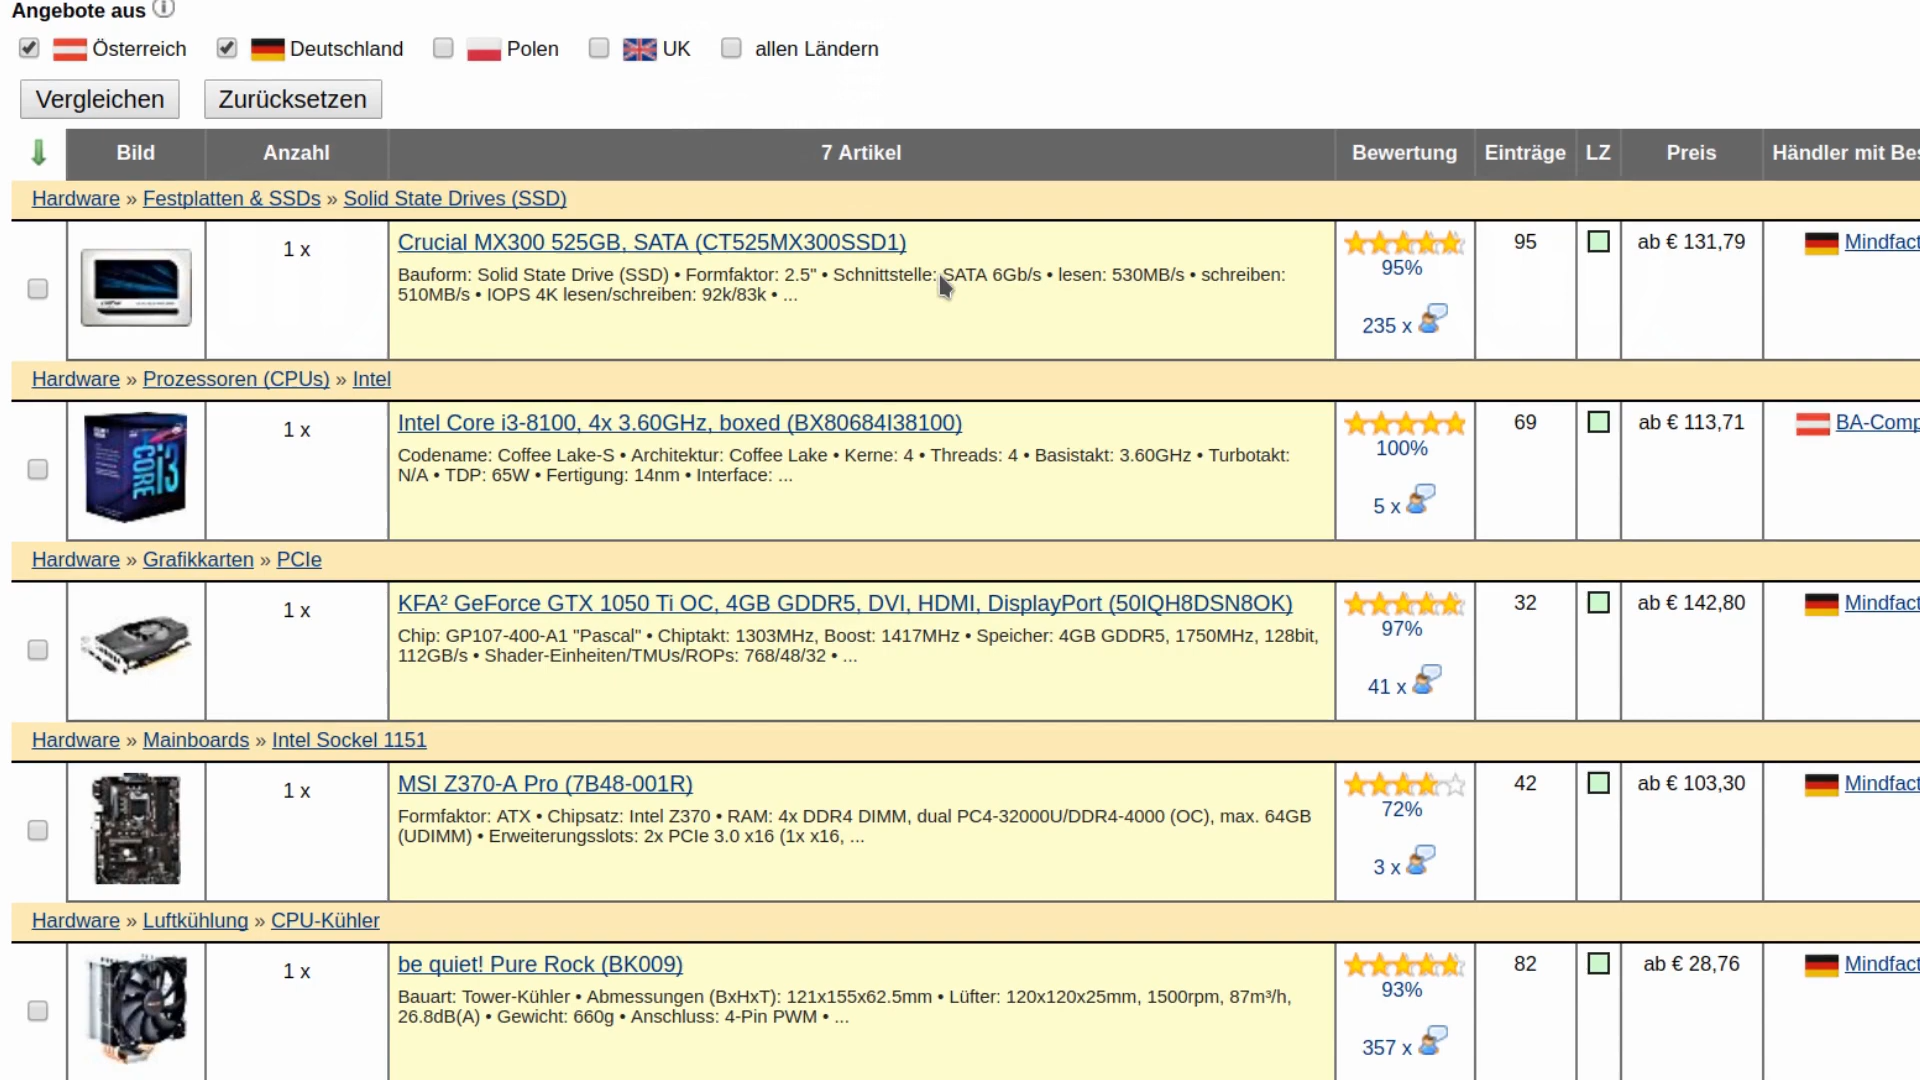 Angebote aus
Österreich Deutschland Polen UK allen Ländern
Vergleichen Zurücksetzen
Bild Anzahl 7 Artikel Bewertung Einträge LZ Preis Händler mit Bes
Hardware » Festplatten & SSDs » Solid State Drives (SSD)
1 x Crucial MX300 525GB, SATA (CT525MX300SSD1) 95 ab € 131,79 Mindfact
95%
Bauform: Solid State Drive (SSD) • Formfaktor: 2.5" • Schnittstelle: SATA 6Gb/s • lesen: 530MB/s • schreiben:
510MB/s • IOPS 4K lesen/schreiben: 92k/83k • ...
235 x
Hardware » Prozessoren (CPUs) » Intel
1 x Intel Core i3-8100, 4x 3.60GHz, boxed (BX80684I38100) 69 ab € 113,71 BA-Comp
100%
Codename: Coffee Lake-S • Architektur: Coffee Lake • Kerne: 4 • Threads: 4 • Basistakt: 3.60GHz • Turbotakt:
N/A • TDP: 65W • Fertigung: 14nm • Interface: ...
CORE i3
5 x
Hardware » Grafikkarten » PCIe
1 x KFA² GeForce GTX 1050 Ti OC, 4GB GDDR5, DVI, HDMI, DisplayPort (50IQH8DSN8OK) 32 ab € 142,80 Mindfact
97%
Chip: GP107-400-A1 "Pascal" • Chiptakt: 1303MHz, Boost: 1417MHz • Speicher: 4GB GDDR5, 1750MHz, 128bit,
112GB/s • Shader-Einheiten/TMUs/ROPs: 768/48/32 • ...
41 x
Hardware » Mainboards » Intel Sockel 1151
1 x MSI Z370-A Pro (7B48-001R) 42 ab € 103,30 Mindfact
72%
Formfaktor: ATX • Chipsatz: Intel Z370 • RAM: 4x DDR4 DIMM, dual PC4-32000U/DDR4-4000 (OC), max. 64GB
(UDIMM) • Erweiterungsslots: 2x PCIe 3.0 x16 (1x x16, ...
3 x
Hardware » Luftkühlung » CPU-Kühler
1 x be quiet! Pure Rock (BK009) 82 ab € 28,76 Mindfact
93%
Bauart: Tower-Kühler • Abmessungen (BxHxT): 121x155x62.5mm • Lüfter: 120x120x25mm, 1500rpm, 87m³/h,
26.8dB(A) • Gewicht: 660g • Anschluss: 4-Pin PWM • ...
357 x